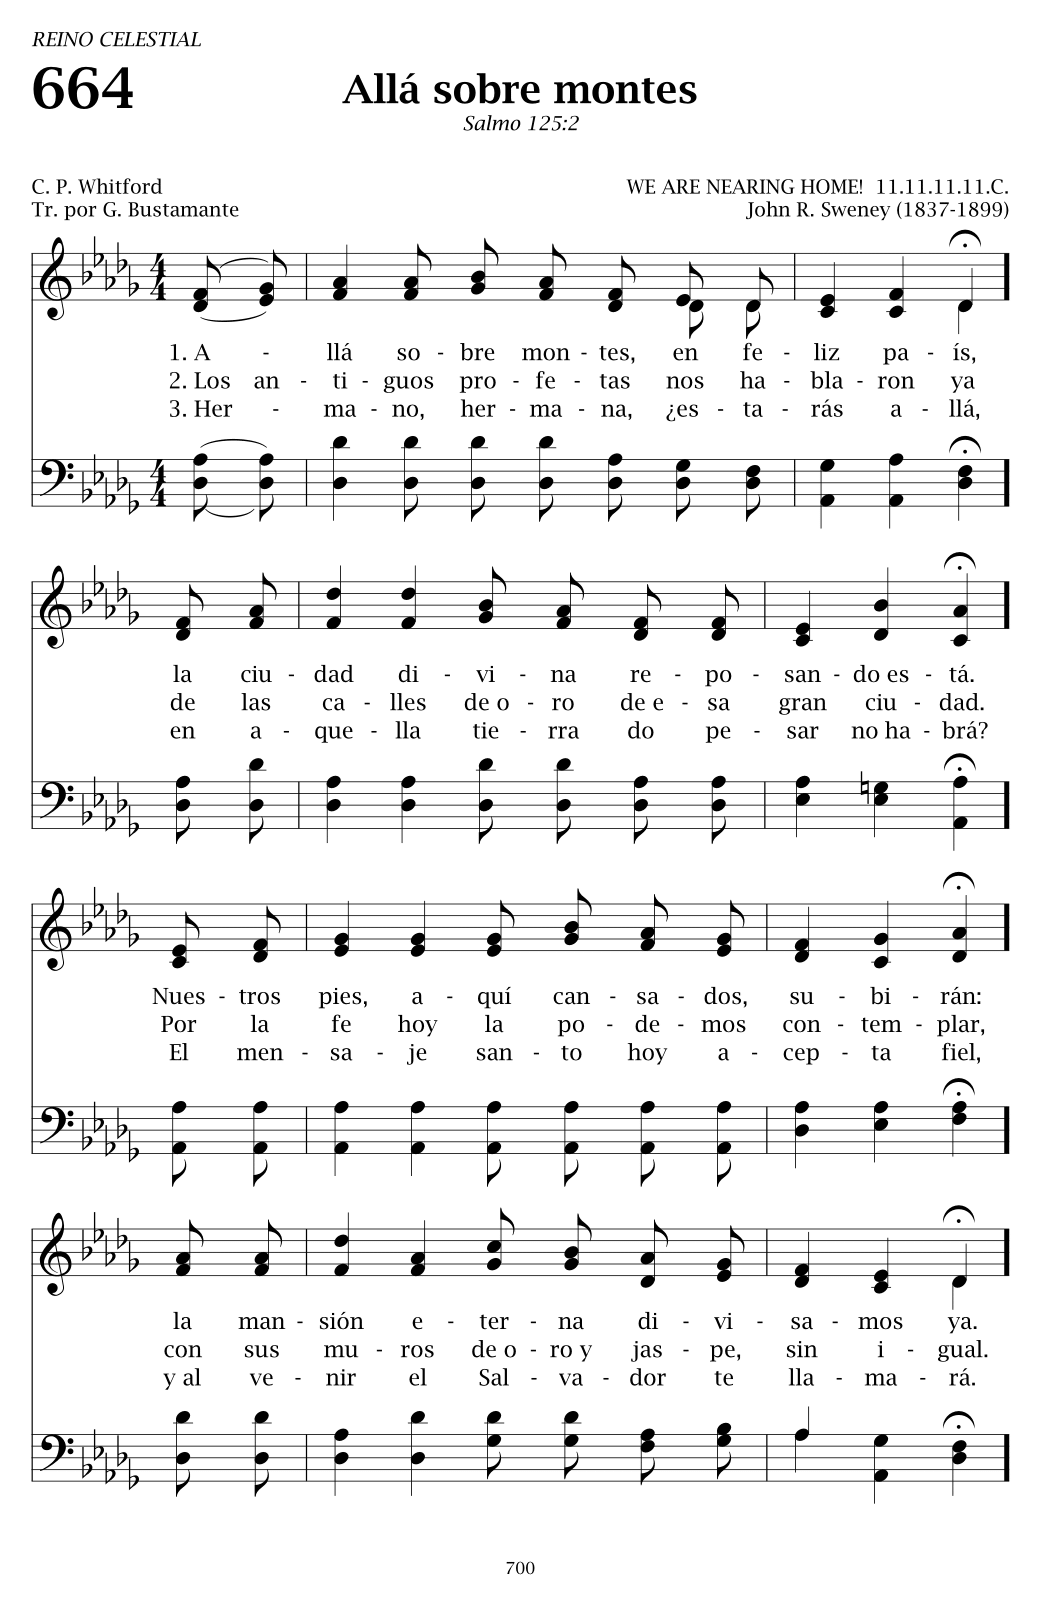 REINO CELESTIAL
664
Allá sobre montes
Salmo 125:2
C. P. Whitford
WE ARE NEARING HOME! 11.11.11.11.C.
Tr. por G. Bustamante
John R. Sweney (1837-1899)
4
4
1. A - llá so - bre mon - tes, en fe - liz pa - ís,
2. Los an - ti - guos pro - fe - tas nos ha - bla - ron ya
3. Her - ma - no, her - ma - na, ¿es - ta - rás a - llá,
4
4
la ciu - dad di - vi - na re - po - san - do es - tá.
de las ca - lles de o - ro de e - sa gran ciu - dad.
en a - que - lla tie - rra do pe - sar no ha - brá?
Nues - tros pies, a - quí can - sa - dos, su - bi - rán:
Por la fe hoy la po - de - mos con - tem - plar,
El men - sa - je san - to hoy a - cep - ta fiel,
la man - sión e - ter - na di - vi - sa - mos ya.
con sus mu - ros de o - ro y jas - pe, sin i - gual.
y al ve - nir el Sal - va - dor te lla - ma - rá.
700